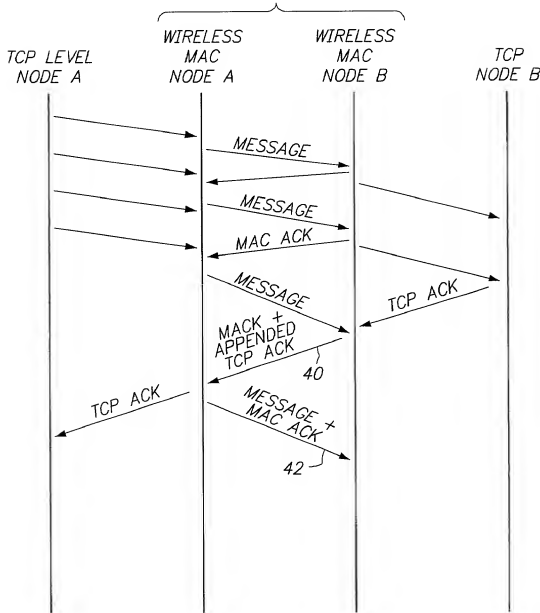 TCP LEVEL
NODE A
WIRELESS
MAC
NODE A
WIRELESS
MAC
NODE B
TCP
NODE B
MESSAGE
MESSAGE
MAC ACK
MESSAGE
TCP ACK
MACK +
APPENDED
TCP ACK
40
TCP ACK
MESSAGE +
MAC ACK
42